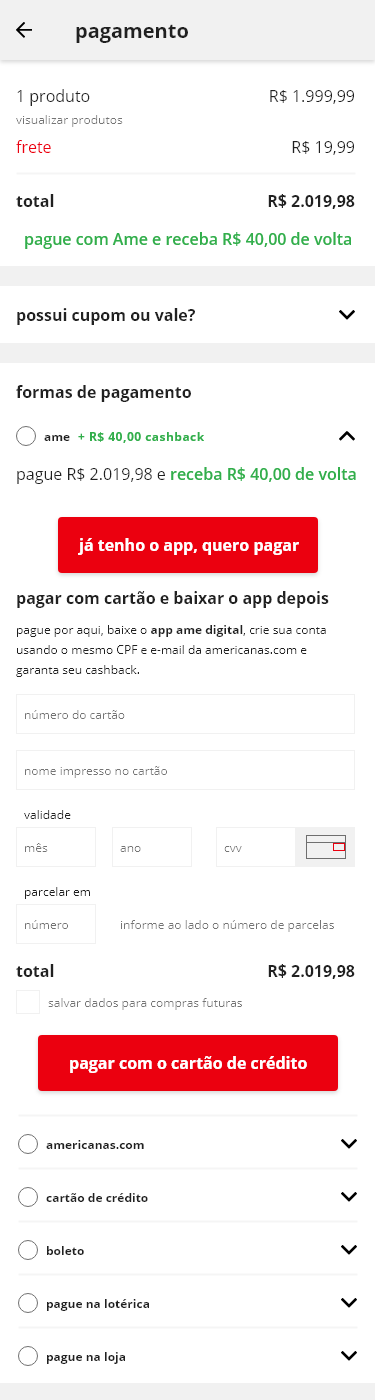 pagamento
1 produto R$ 1.999,99
visualizar produtos
frete R$ 19,99
total R$ 2.019,98
pague com Ame e receba R$ 40,00 de volta
possui cupom ou vale?
formas de pagamento
ame + R$ 40,00 cashback
pague R$ 2.019,98 e receba R$ 40,00 de volta
já tenho o app, quero pagar
pagar com cartão e baixar o app depois
pague por aqui, baixe o app ame digital, crie sua conta
usando o mesmo CPF e e-mail da americanas.com e
garanta seu cashback.
número do cartão
nome impresso no cartão
validade
mês ano cvv
parcelar em
número informe ao lado o número de parcelas
total R$ 2.019,98
salvar dados para compras futuras
pagar com o cartão de crédito
americanas.com
cartão de crédito
boleto
pague na lotérica
pague na loja